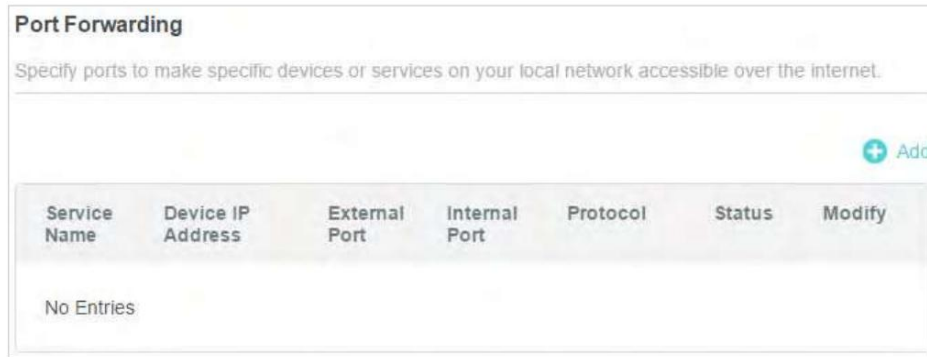 Port Forwarding
Specify ports to make specific devices or services on your local network accessible over the internet.
Add
Service Name Device IP Address External Port Internal Port Protocol Status Modify
No Entries